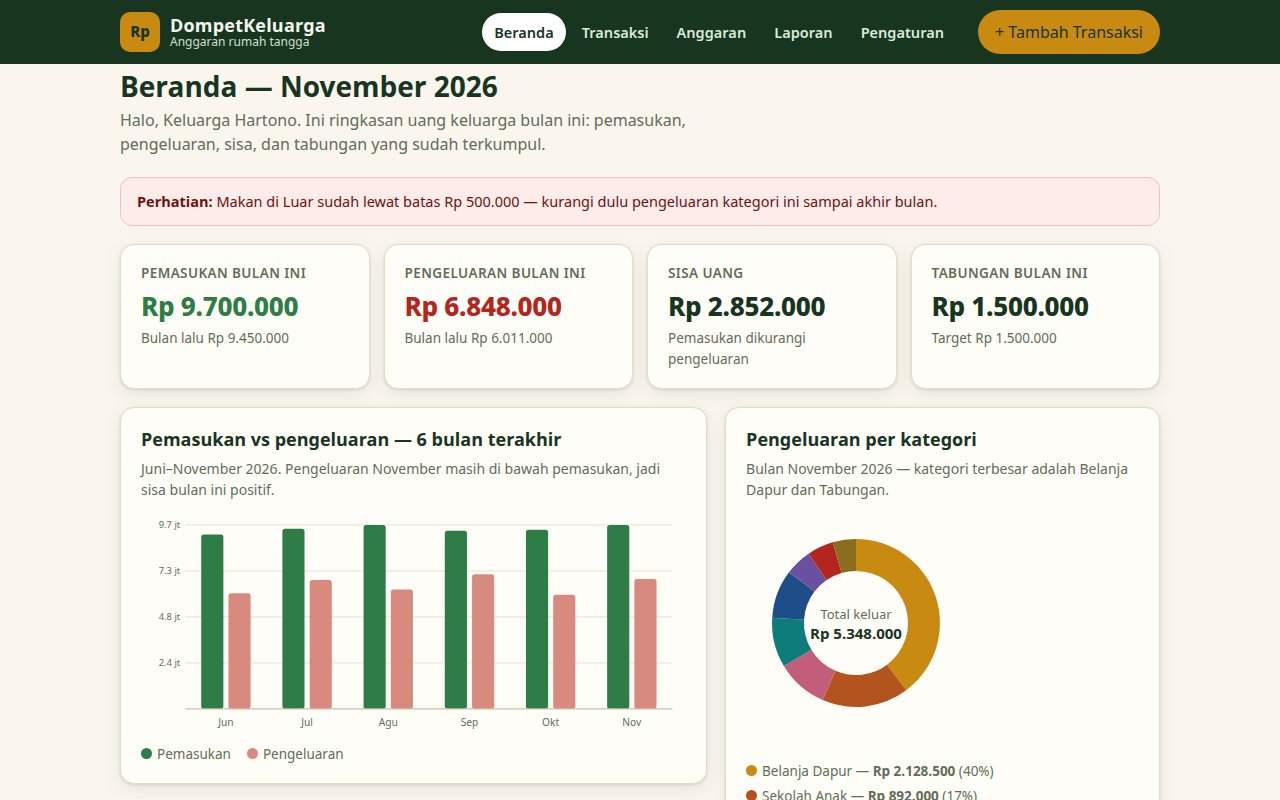 Rp
DompetKeluarga
Anggaran rumah tangga
Beranda
Transaksi
Anggaran
Laporan
Pengaturan
+ Tambah Transaksi
Beranda — November 2026
Halo, Keluarga Hartono. Ini ringkasan uang keluarga bulan ini: pemasukan,
pengeluaran, sisa, dan tabungan yang sudah terkumpul.
Perhatian: Makan di Luar sudah lewat batas Rp 500.000 — kurangi dulu pengeluaran kategori ini sampai akhir bulan.
PEMASUKAN BULAN INI
Rp 9.700.000
Bulan lalu Rp 9.450.000
PENGELUARAN BULAN INI
Rp 6.848.000
Bulan lalu Rp 6.011.000
SISA UANG
Rp 2.852.000
Pemasukan dikurangi
pengeluaran
TABUNGAN BULAN INI
Rp 1.500.000
Target Rp 1.500.000
Pemasukan vs pengeluaran — 6 bulan terakhir
Juni–November 2026. Pengeluaran November masih di bawah pemasukan, jadi
sisa bulan ini positif.
9.7 jt
7.3 jt
4.8 jt
2.4 jt
Jun
Jul
Agu
Sep
Okt
Nov
Pemasukan
Pengeluaran
Pengeluaran per kategori
Bulan November 2026 — kategori terbesar adalah Belanja
Dapur dan Tabungan.
Total keluar
Rp 5.348.000
Belanja Dapur — Rp 2.128.500 (40%)
Sekolah Anak — Rp 892.000 (17%)